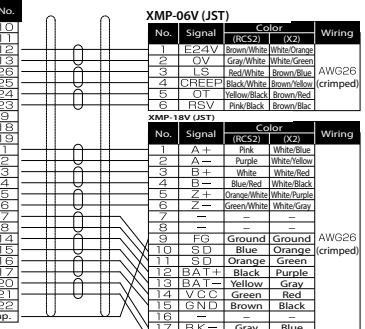 No.
10
11
12
13
26
25
24
23
9
18
19
1
2
3
4
5
6
7
8
14
15
16
17
20
21
22
XMP-06V (JST)
No. Signal Color Wiring
(RCS2) (X2)
1 E24V Brown/White White/Orange
2 0V Gray/White White/Green
3 LS Red/White Brown/Blue
4 CREEP Black/White Brown/Yellow
5 OT Yellow/Black Brown/Red
6 RSV Pink/Black Brown/Blac
AWG26
(crimped)
XMP-18V (JST)
No. Signal Color Wiring
(RCS2) (X2)
1 A+ Pink White/Blue
2 A− Purple White/Yellow
3 B+ White White/Red
4 B− Blue/Red White/Black
5 Z+ Orange/White White/Purple
6 Z− Green/White White/Gray
7 − − −
8 − − −
9 FG Ground Ground
10 SD Blue Orange
11 SD Orange Green
12 BAT+ Black Purple
13 BAT− Yellow Gray
14 VCC Green Red
15 GND Brown Black
16 − − −
17 BK− Gray Blue
AWG26
(crimped)